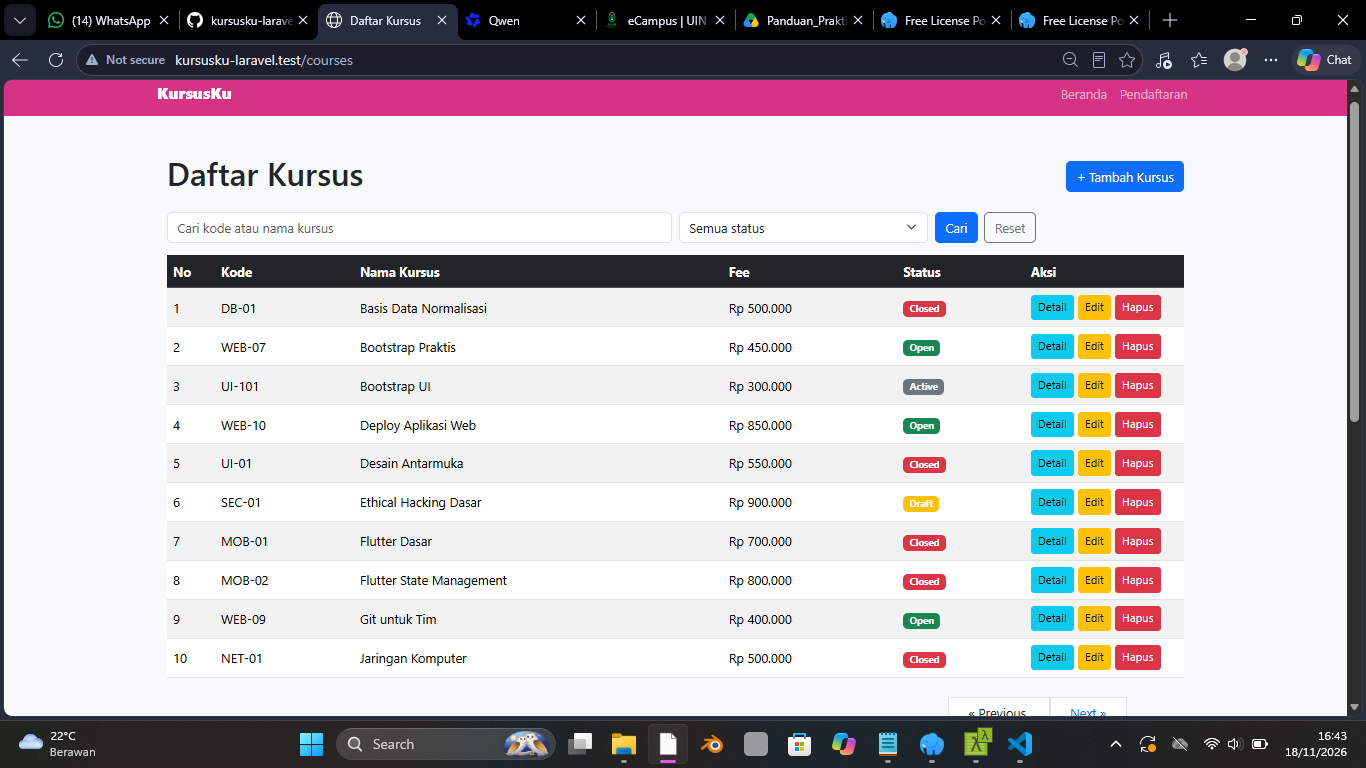 (14) WhatsApp kursusku-larave Daftar Kursus Qwen eCampus | UIN Panduan_Prakti Free License Po Free License Po
Not secure kursusku-laravel.test/courses Chat
KursusKu Beranda Pendaftaran
Daftar Kursus + Tambah Kursus
Cari kode atau nama kursus Semua status Cari Reset
No Kode Nama Kursus Fee Status Aksi
1 DB-01 Basis Data Normalisasi Rp 500.000 Closed Detail Edit Hapus
2 WEB-07 Bootstrap Praktis Rp 450.000 Open Detail Edit Hapus
3 UI-101 Bootstrap UI Rp 300.000 Active Detail Edit Hapus
4 WEB-10 Deploy Aplikasi Web Rp 850.000 Open Detail Edit Hapus
5 UI-01 Desain Antarmuka Rp 550.000 Closed Detail Edit Hapus
6 SEC-01 Ethical Hacking Dasar Rp 900.000 Draft Detail Edit Hapus
7 MOB-01 Flutter Dasar Rp 700.000 Closed Detail Edit Hapus
8 MOB-02 Flutter State Management Rp 800.000 Closed Detail Edit Hapus
9 WEB-09 Git untuk Tim Rp 400.000 Open Detail Edit Hapus
10 NET-01 Jaringan Komputer Rp 500.000 Closed Detail Edit Hapus
« Previous Next »
22°C Search 16:43
Berawan 18/11/2026